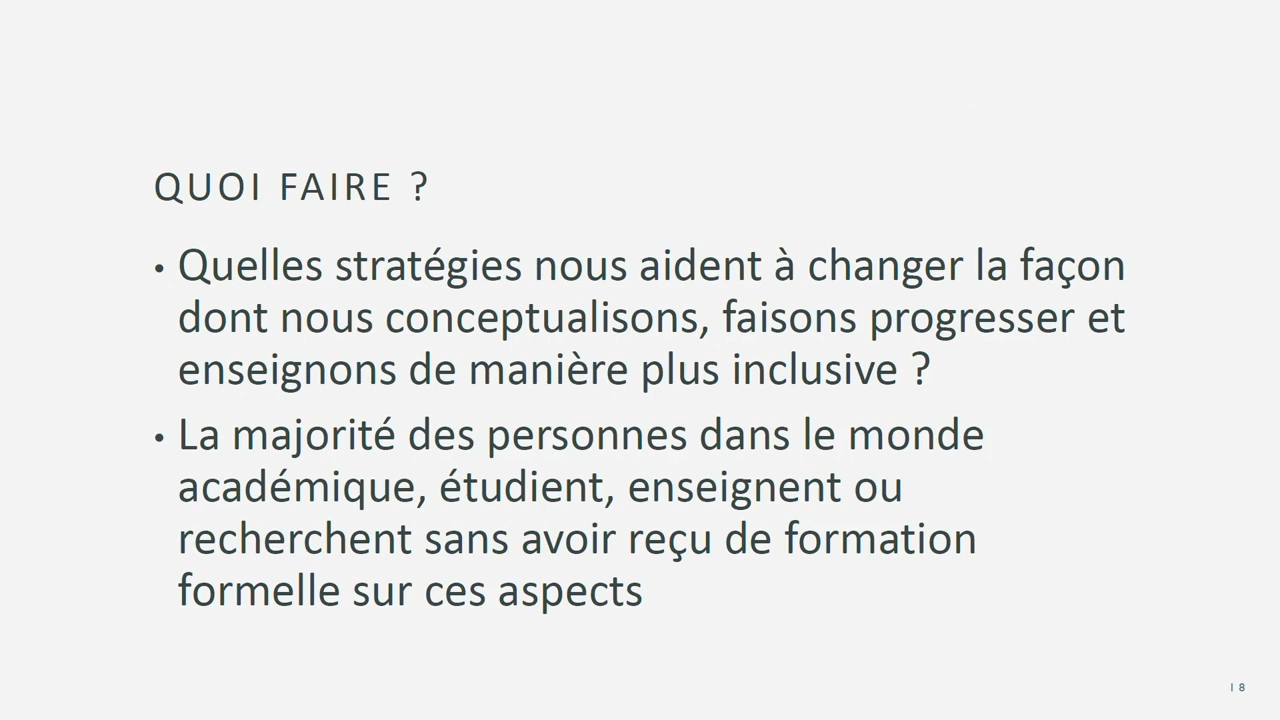 QUOI FAIRE ?
• Quelles stratégies nous aident à changer la façon
dont nous conceptualisons, faisons progresser et
enseignons de manière plus inclusive ?
• La majorité des personnes dans le monde
académique, étudient, enseignent ou
recherchent sans avoir reçu de formation
formelle sur ces aspects
I 8